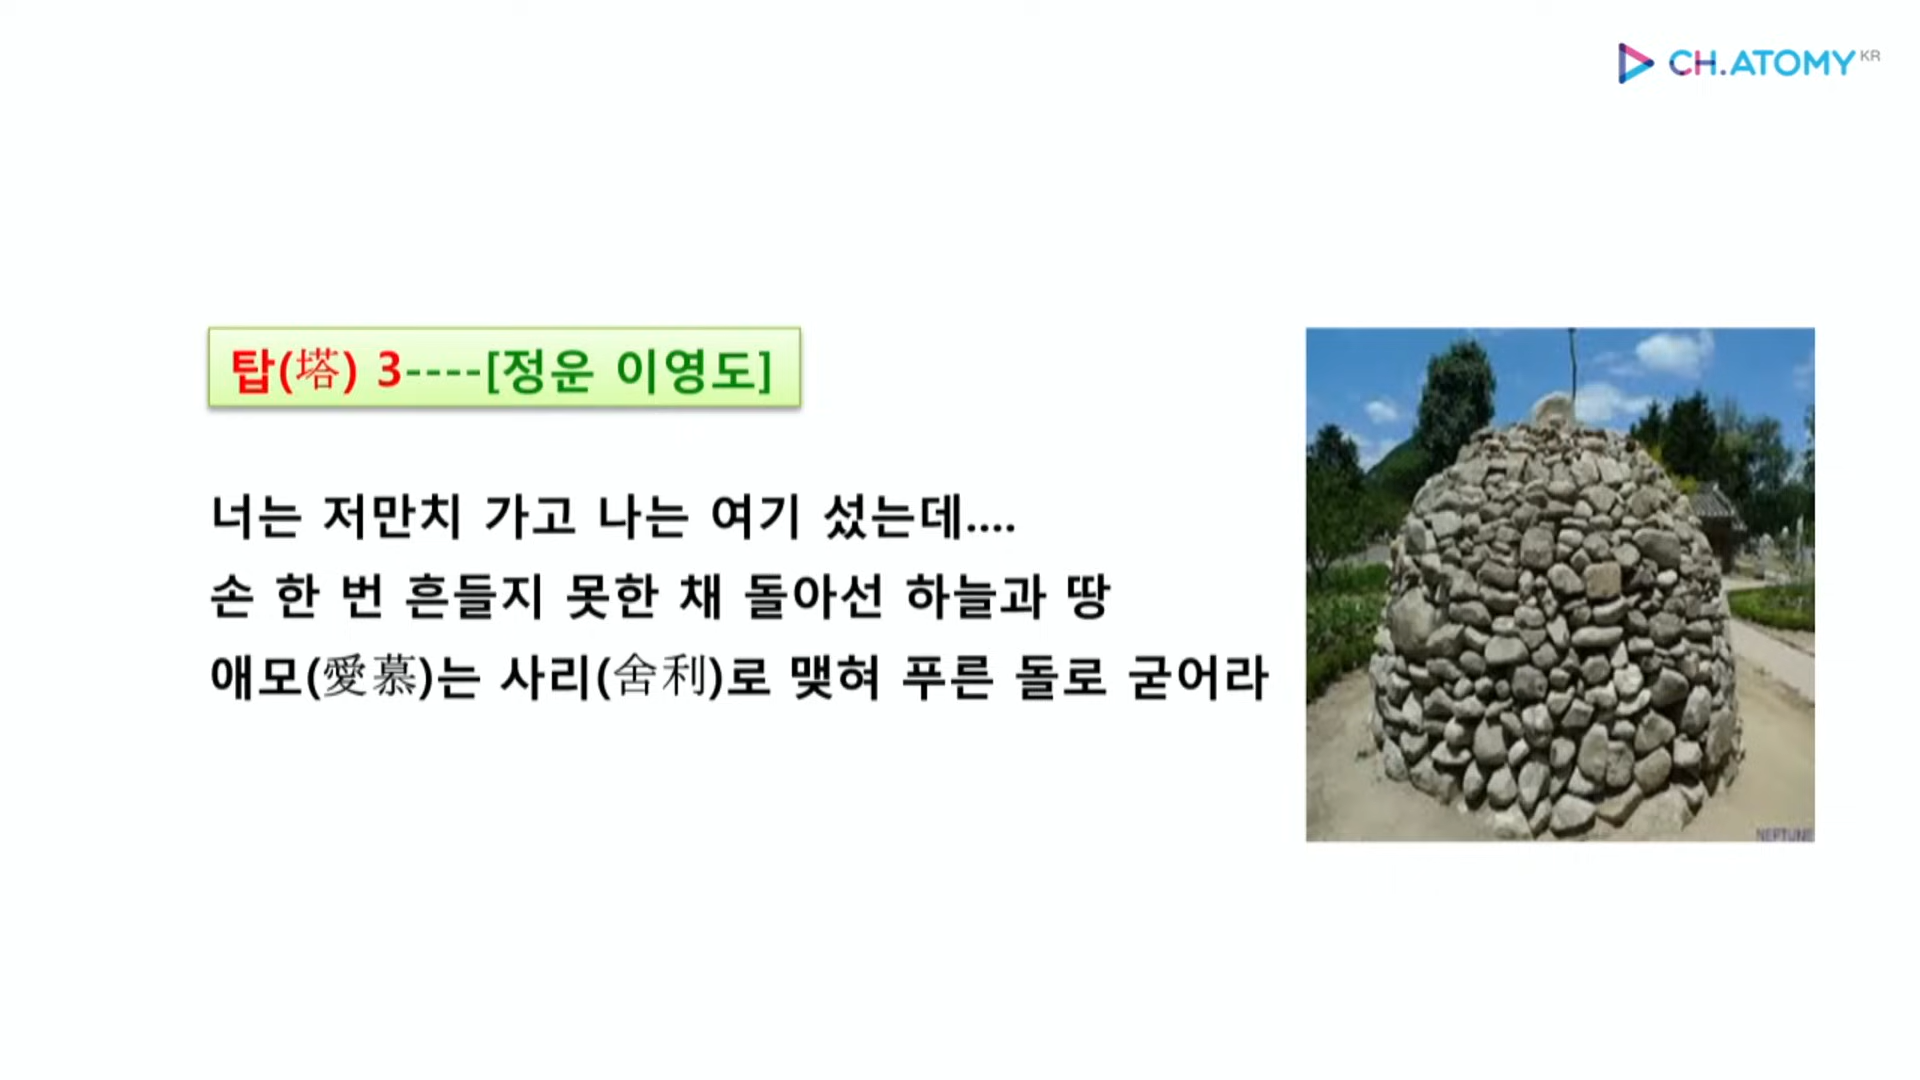 CH.ATOMY KR
탑(塔) 3----[정운 이영도]
너는 저만치 가고 나는 여기 섰는데....
손 한 번 흔들지 못한 채 돌아선 하늘과 땅
애모(愛慕)는 사리(舍利)로 맺혀 푸른 돌로 굳어라
NEPTUNE